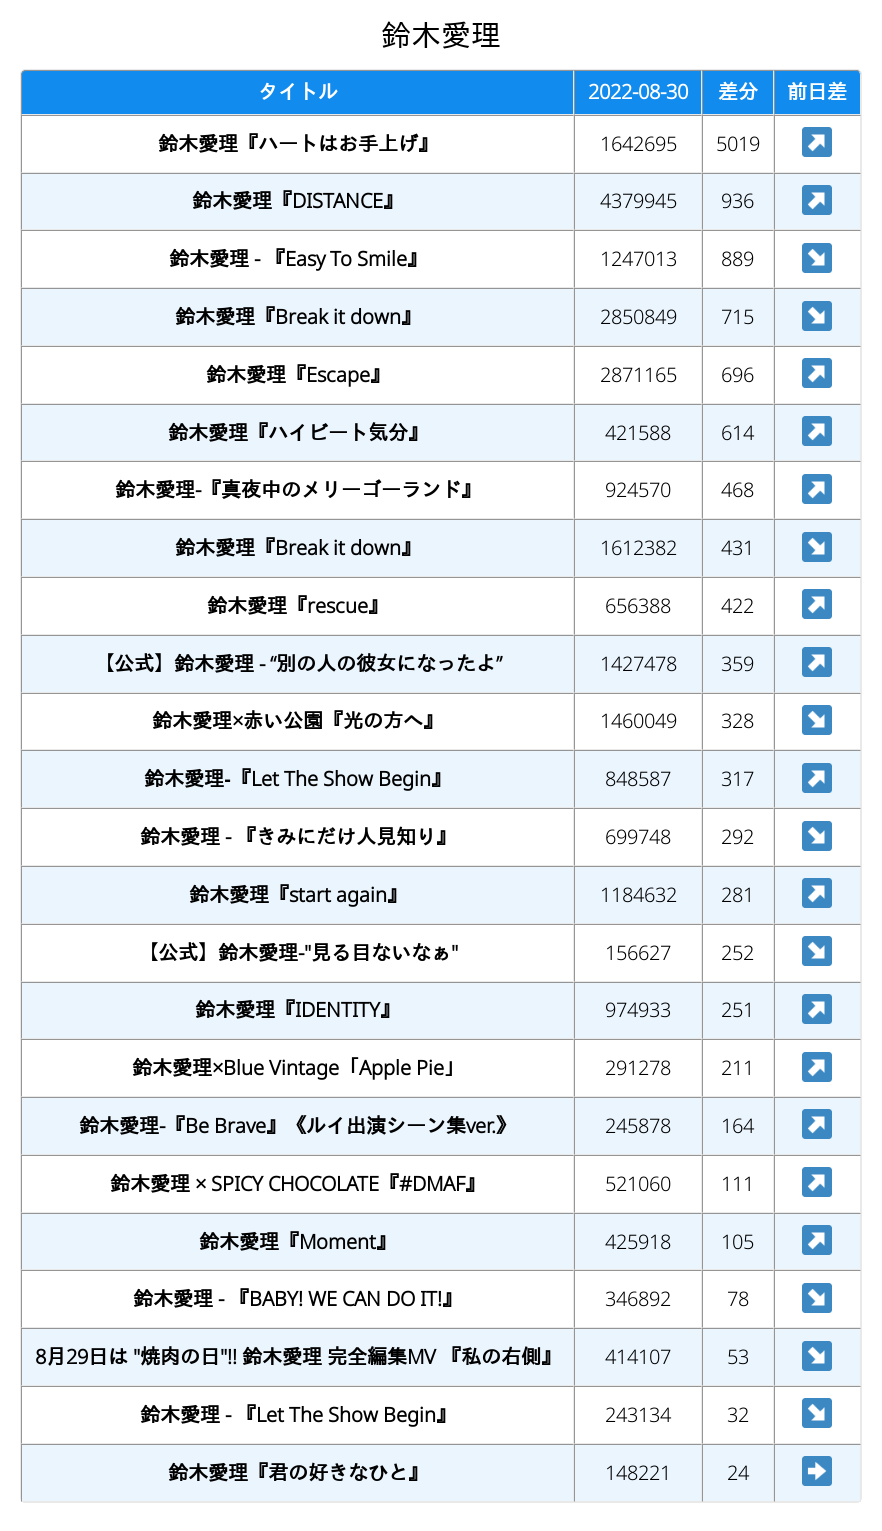 鈴木愛理
タイトル 2022-08-30 差分 前日差
鈴木愛理『ハートはお手上げ』 1642695 5019 ↗
鈴木愛理『DISTANCE』 4379945 936 ↗
鈴木愛理 - 『Easy To Smile』 1247013 889 ↘
鈴木愛理『Break it down』 2850849 715 ↘
鈴木愛理『Escape』 2871165 696 ↗
鈴木愛理『ハイビート気分』 421588 614 ↗
鈴木愛理-『真夜中のメリーゴーランド』 924570 468 ↗
鈴木愛理『Break it down』 1612382 431 ↘
鈴木愛理『rescue』 656388 422 ↗
【公式】鈴木愛理 - “別の人の彼女になったよ” 1427478 359 ↗
鈴木愛理×赤い公園『光の方へ』 1460049 328 ↘
鈴木愛理-『Let The Show Begin』 848587 317 ↗
鈴木愛理 - 『きみにだけ人見知り』 699748 292 ↘
鈴木愛理『start again』 1184632 281 ↗
【公式】鈴木愛理-"見る目ないなぁ" 156627 252 ↘
鈴木愛理『IDENTITY』 974933 251 ↗
鈴木愛理×Blue Vintage「Apple Pie」 291278 211 ↗
鈴木愛理-『Be Brave』《ルイ出演シーン集ver.》 245878 164 ↗
鈴木愛理 × SPICY CHOCOLATE『#DMAF』 521060 111 ↗
鈴木愛理『Moment』 425918 105 ↗
鈴木愛理 - 『BABY! WE CAN DO IT!』 346892 78 ↘
8月29日は "焼肉の日"!! 鈴木愛理 完全編集MV 『私の右側』 414107 53 ↘
鈴木愛理 - 『Let The Show Begin』 243134 32 ↘
鈴木愛理『君の好きなひと』 148221 24 ➡